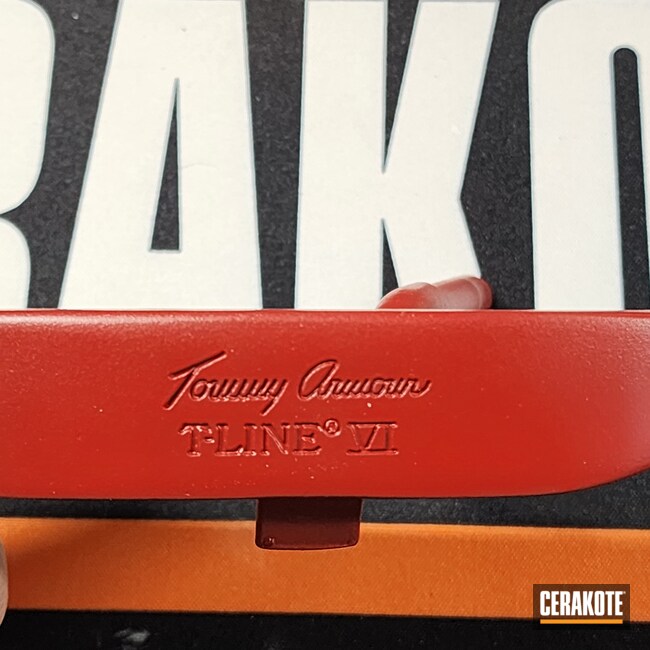 RAKO
Tommy Armour
T-LINE® VI
CERAKOTE